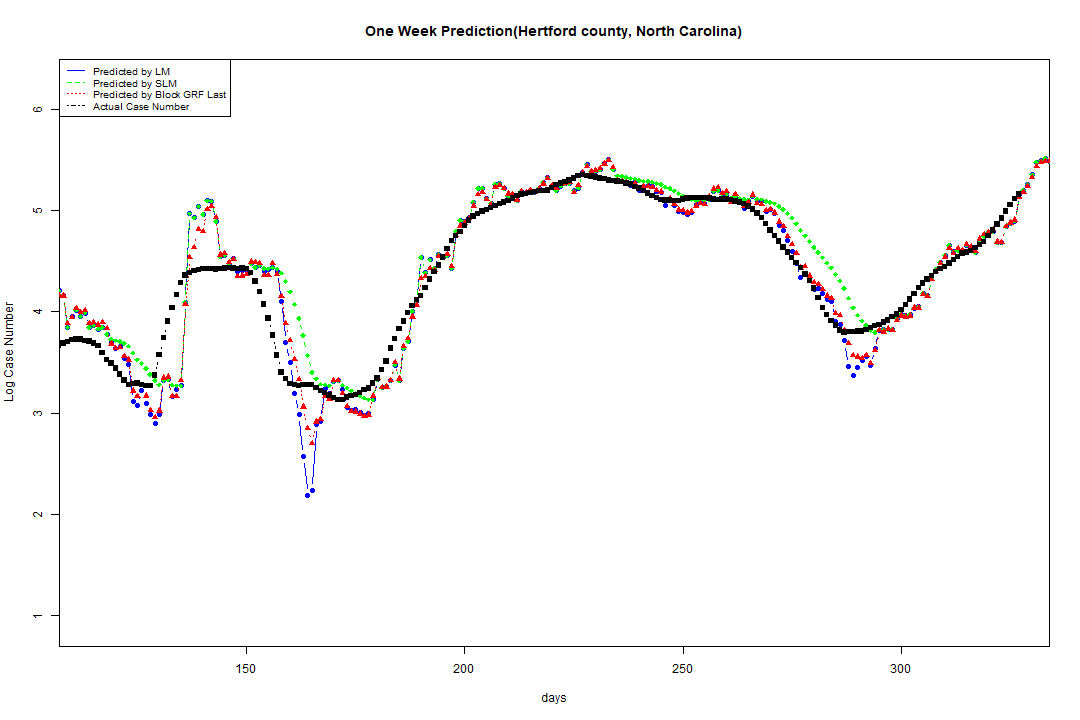 One Week Prediction(Hertford county, North Carolina)
Predicted by LM
Predicted by SLM
Predicted by Block GRF Last
Actual Case Number
6
5
4
3
2
1
Log Case Number
150 200 250 300
days